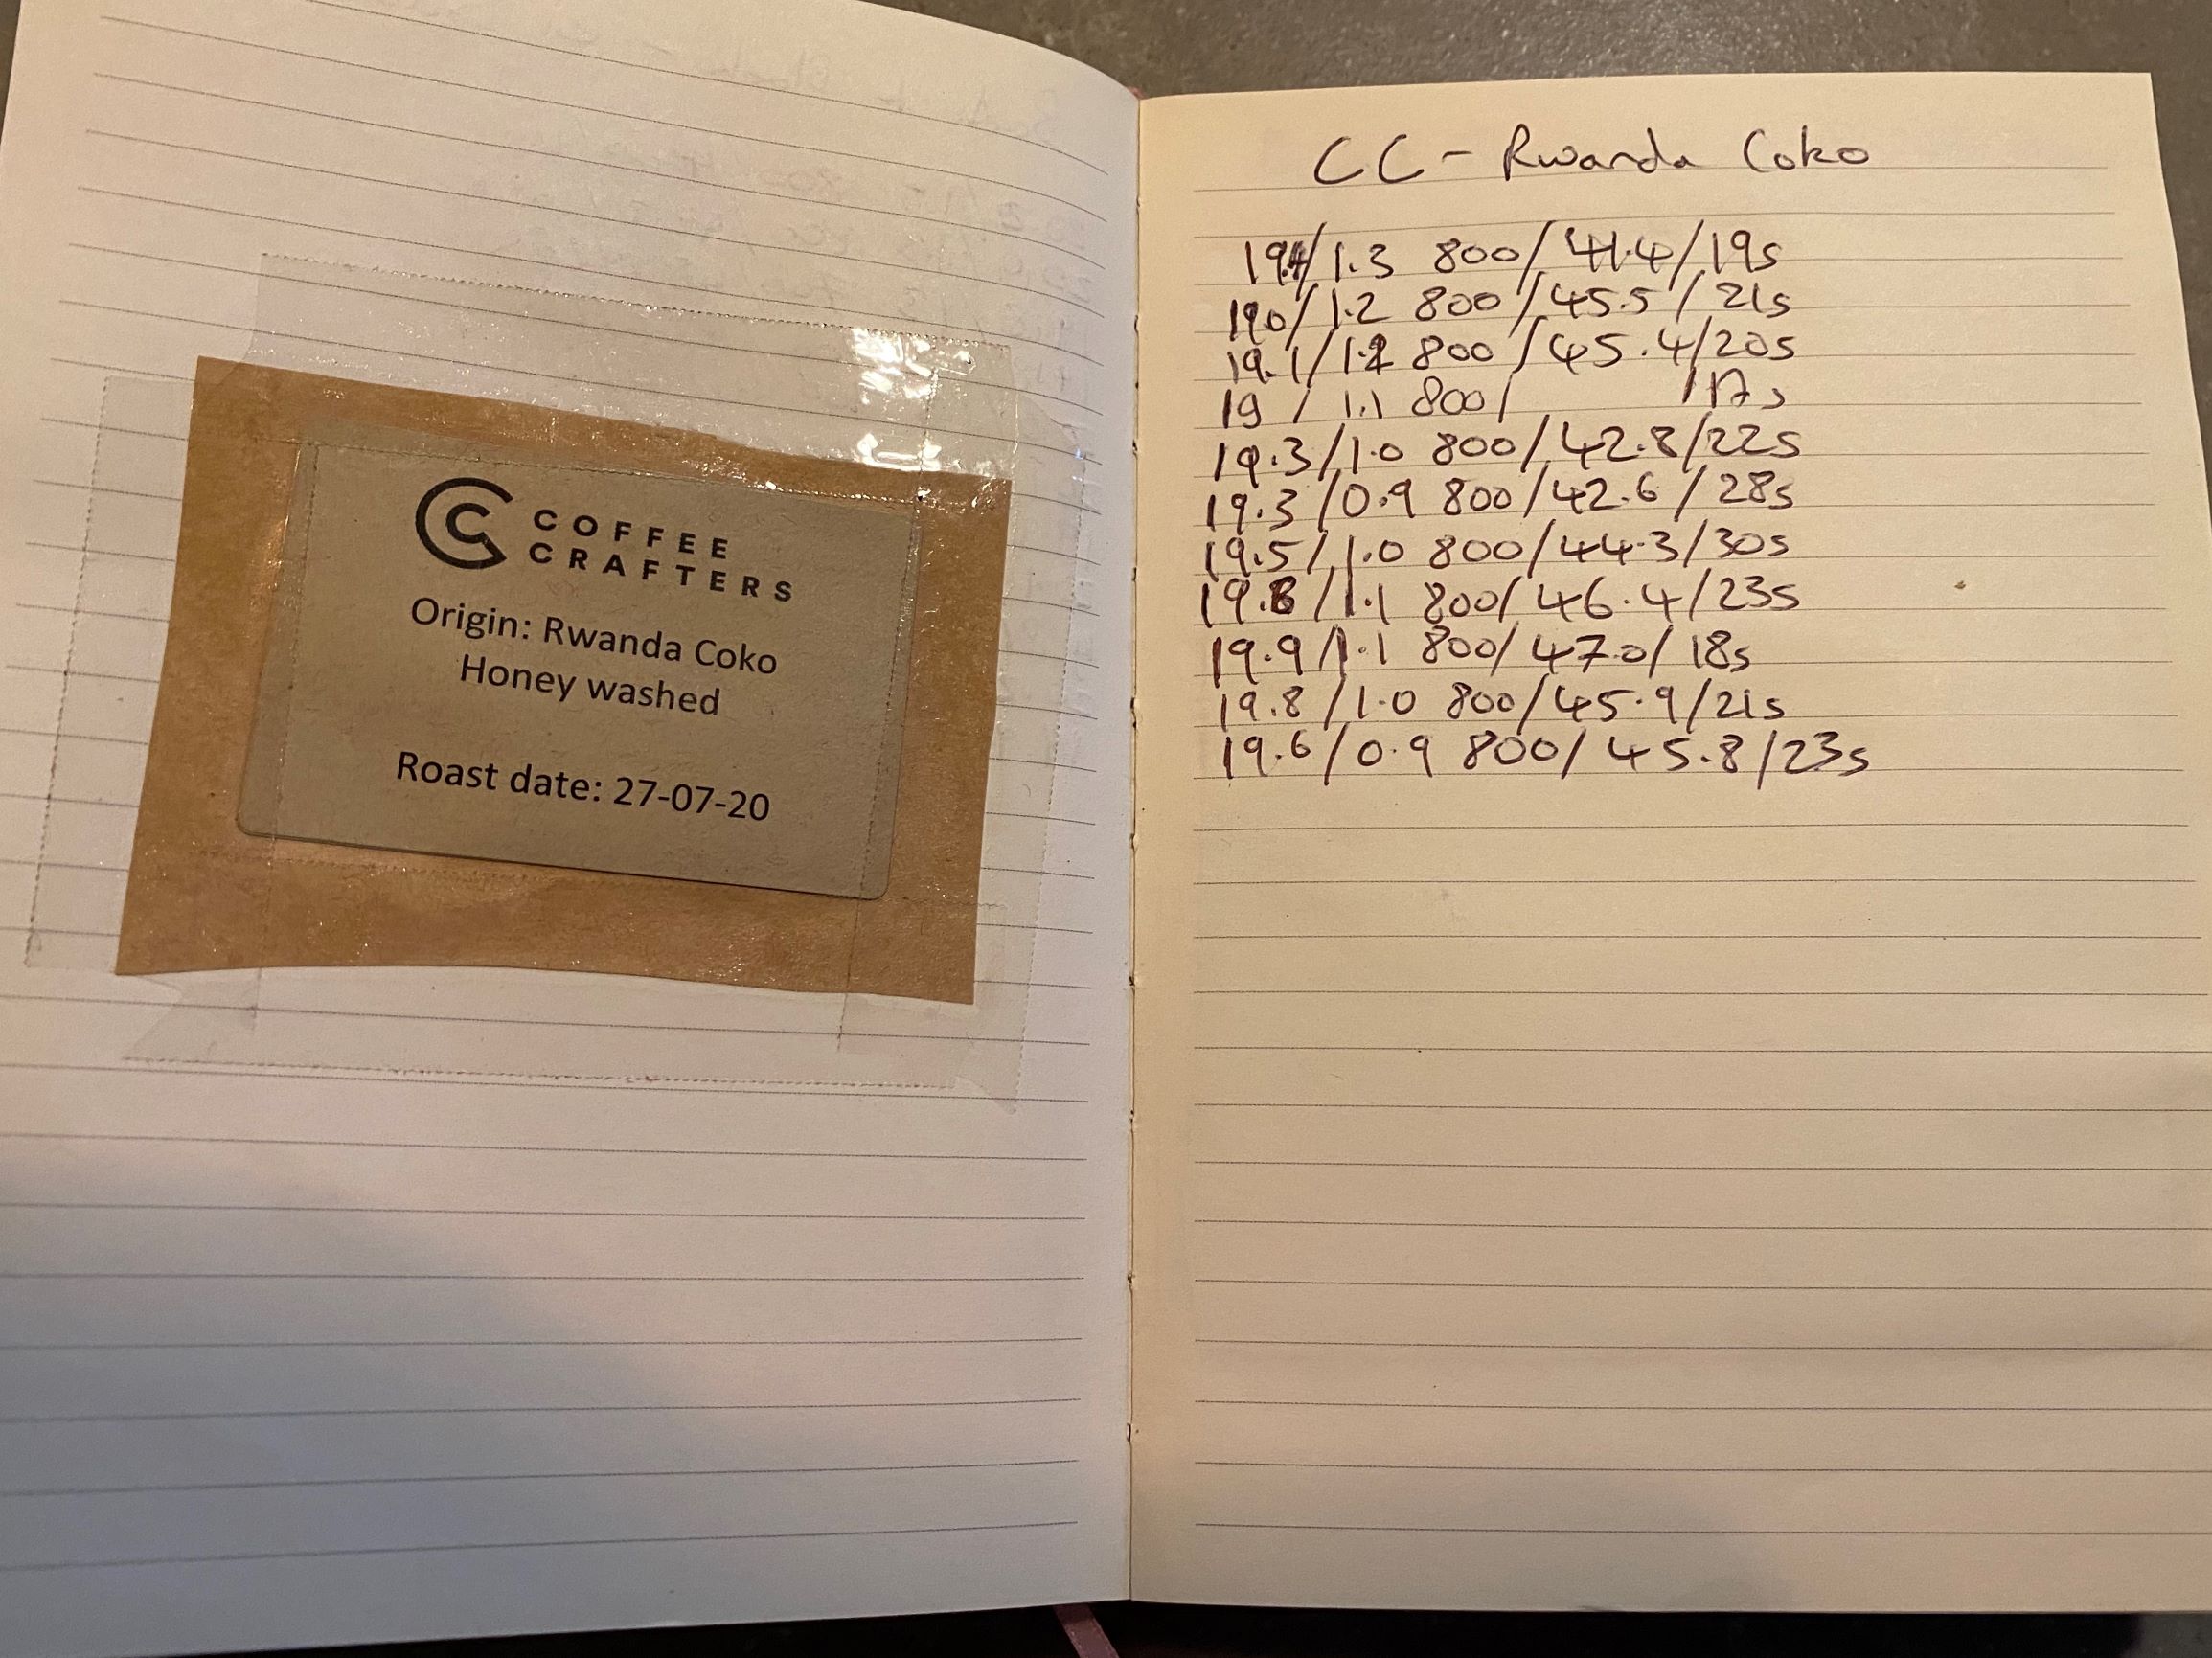 COFFEE
CRAFTERS
Origin: Rwanda Coko
Honey washed
Roast date: 27-07-20
CC - Rwanda Coko
19.4/1.3 800/41.4/19s
19.0/1.2 800/45.5/21s
19.1/1.2 800/45.4/20s
19 / 1.1 800/ /17s
19.3/1.0 800/42.8/22s
19.3/0.9 800/42.6/28s
19.5/1.0 800/44.3/30s
19.8/1.1 800/46.4/23s
19.9/1.1 800/47.0/18s
19.8/1.0 800/45.9/21s
19.6/0.9 800/45.8/23s